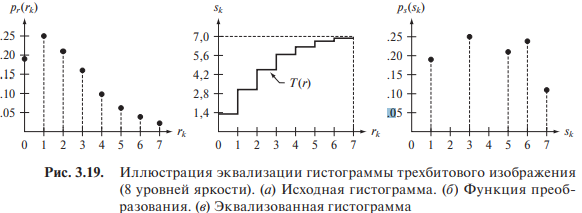 p_r(r_k)
.25
.20
.15
.10
.05
0 1 2 3 4 5 6 7
r_k
s_k
7,0
5,6
4,2
2,8
1,4
T(r)
0 1 2 3 4 5 6 7
r_k
p_s(s_k)
.25
.20
.15
.10
.05
0 1 2 3 4 5 6 7
s_k
Рис. 3.19. Иллюстрация эквализации гистограммы трехбитового изображения
(8 уровней яркости). (а) Исходная гистограмма. (б) Функция преоб-
разования. (в) Эквализованная гистограмма